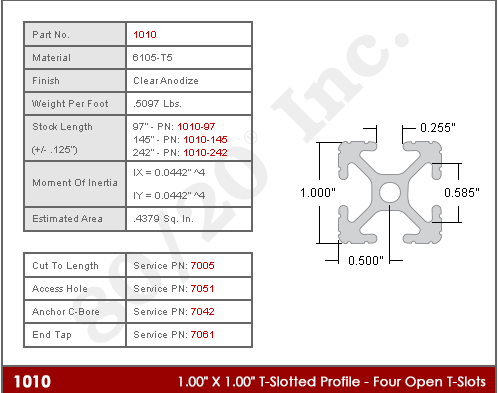 Part No. 1010
Material 6105-T5
Finish Clear Anodize
Weight Per Foot .5097 Lbs.
Stock Length
(+/- .125")
97" - PN: 1010-97
145" - PN: 1010-145
242" - PN: 1010-242
Moment Of Inertia
IX = 0.0442" ^4
IY = 0.0442" ^4
Estimated Area .4379 Sq. In.
Cut To Length Service PN: 7005
Access Hole Service PN: 7051
Anchor C-Bore Service PN: 7042
End Tap Service PN: 7061
80/20® Inc.
0.255"
1.000"
0.585"
0.500"
1010 1.00" X 1.00" T-Slotted Profile - Four Open T-Slots